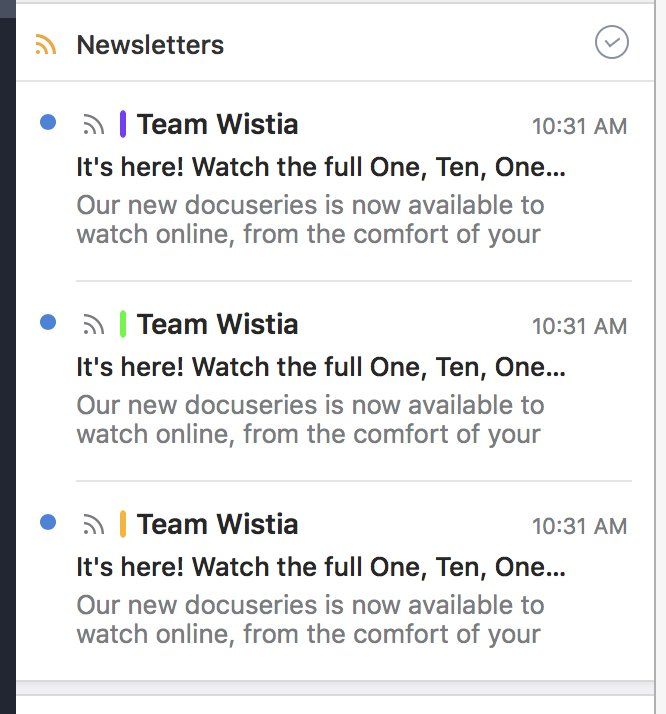 Newsletters
Team Wistia 10:31 AM
It's here! Watch the full One, Ten, One...
Our new docuseries is now available to
watch online, from the comfort of your
Team Wistia 10:31 AM
It's here! Watch the full One, Ten, One...
Our new docuseries is now available to
watch online, from the comfort of your
Team Wistia 10:31 AM
It's here! Watch the full One, Ten, One...
Our new docuseries is now available to
watch online, from the comfort of your